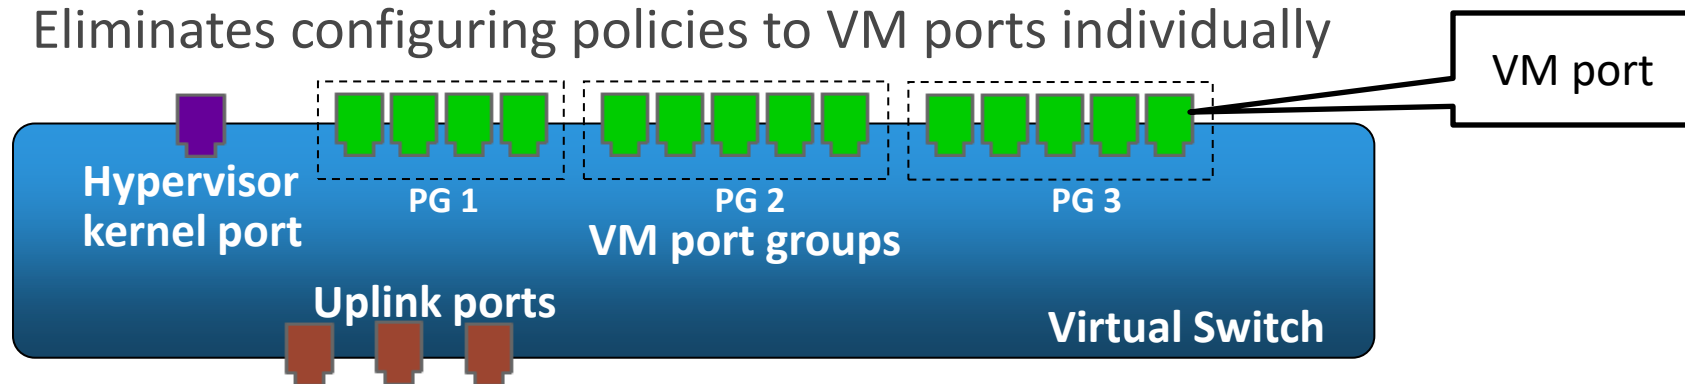 Eliminates configuring policies to VM ports individually
VM port
Hypervisor
kernel port
PG 1
PG 2
PG 3
VM port groups
Uplink ports
Virtual Switch